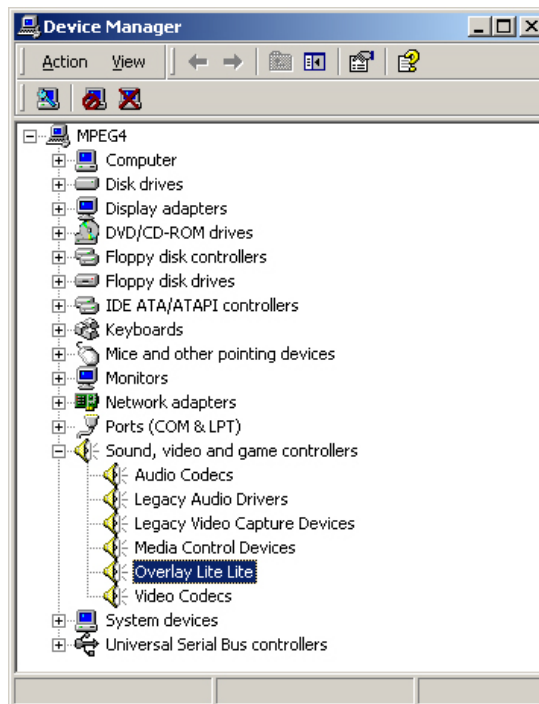 Device Manager
Action View
MPEG4
Computer
Disk drives
Display adapters
DVD/CD-ROM drives
Floppy disk controllers
Floppy disk drives
IDE ATA/ATAPI controllers
Keyboards
Mice and other pointing devices
Monitors
Network adapters
Ports (COM & LPT)
Sound, video and game controllers
Audio Codecs
Legacy Audio Drivers
Legacy Video Capture Devices
Media Control Devices
Overlay Lite Lite
Video Codecs
System devices
Universal Serial Bus controllers